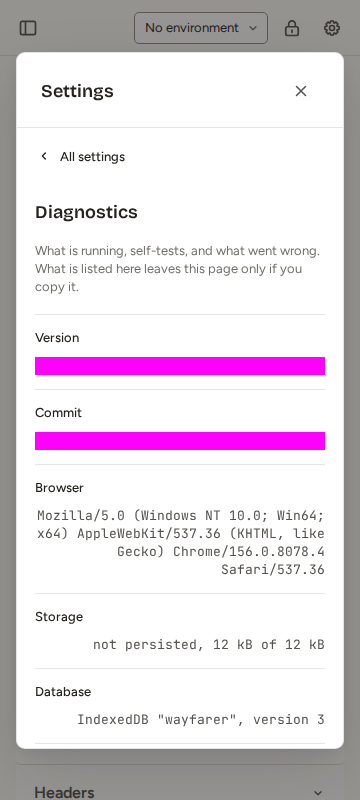 No environment
Settings
All settings
Diagnostics
What is running, self-tests, and what went wrong.
What is listed here leaves this page only if you
copy it.
Version
Commit
Browser
Mozilla/5.0 (Windows NT 10.0; Win64;
x64) AppleWebKit/537.36 (KHTML, like
Gecko) Chrome/156.0.8078.4
Safari/537.36
Storage
not persisted, 12 kB of 12 kB
Database
IndexedDB "wayfarer", version 3
Headers